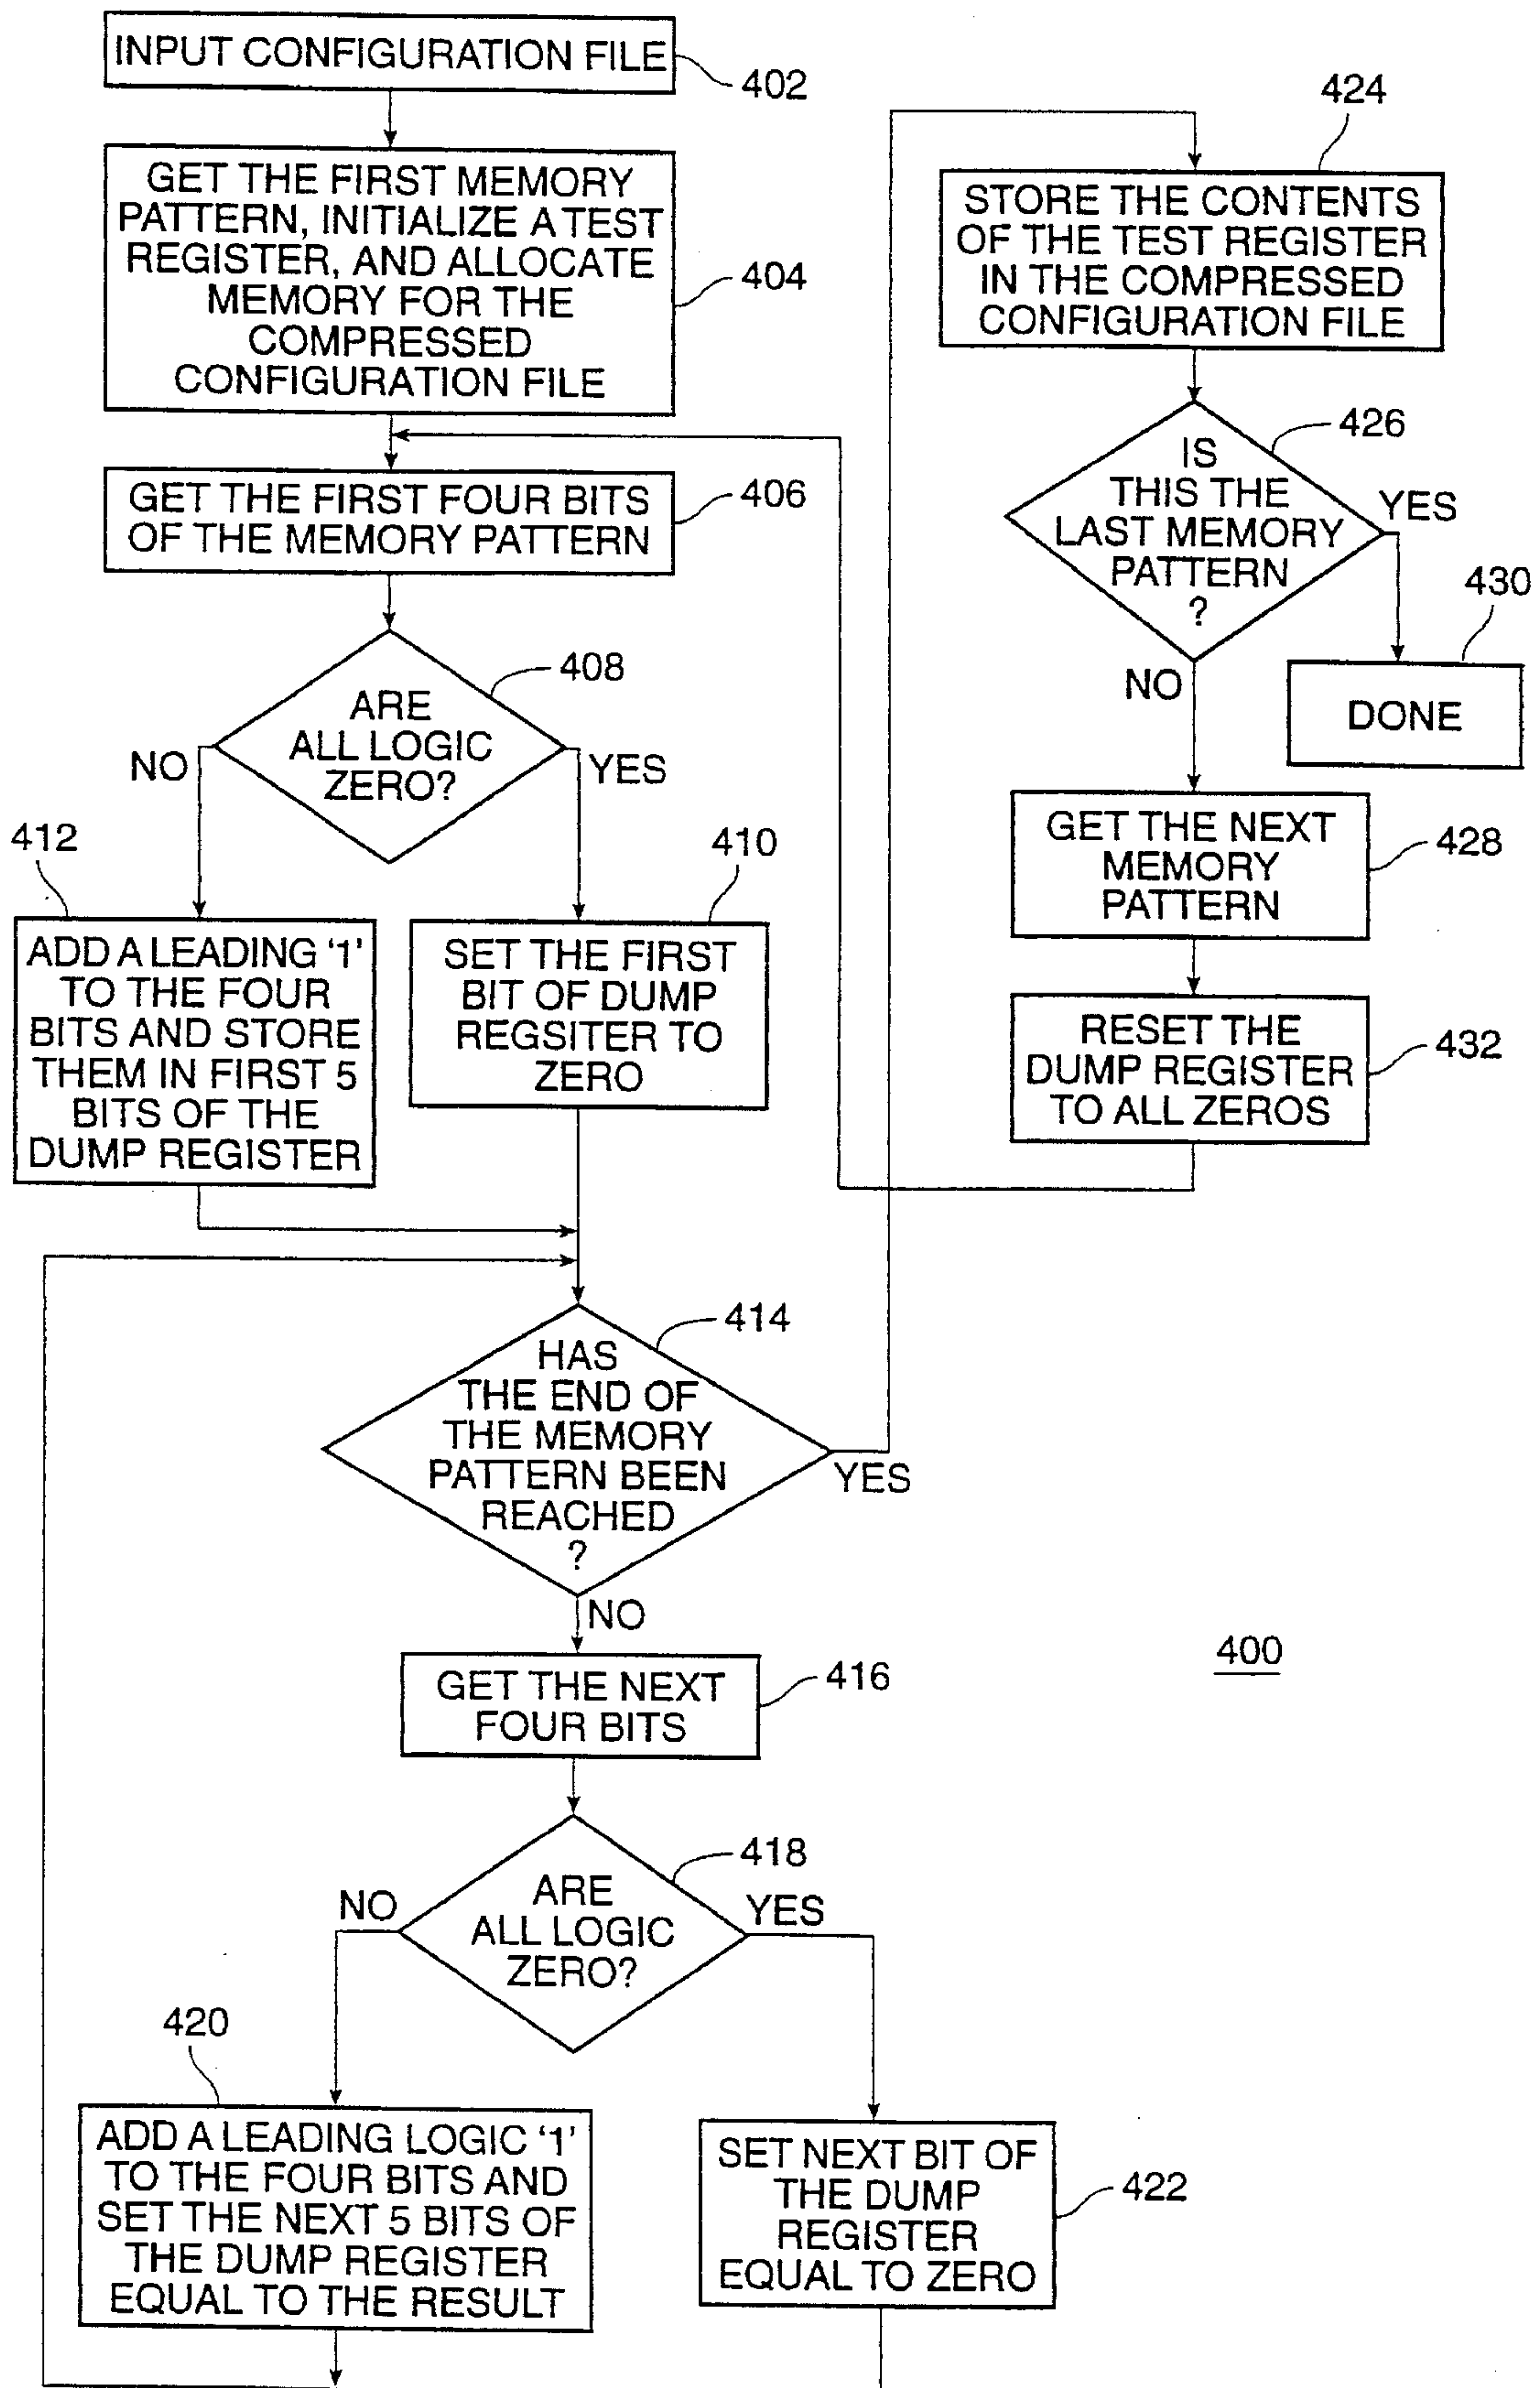 INPUT CONFIGURATION FILE
402
GET THE FIRST MEMORY
PATTERN, INITIALIZE A TEST
REGISTER, AND ALLOCATE
MEMORY FOR THE
COMPRESSED
CONFIGURATION FILE
404
GET THE FIRST FOUR BITS
OF THE MEMORY PATTERN
406
ARE
ALL LOGIC
ZERO?
408
NO
YES
412
ADD A LEADING ‘1’
TO THE FOUR
BITS AND STORE
THEM IN FIRST 5
BITS OF THE
DUMP REGISTER
410
SET THE FIRST
BIT OF DUMP
REGSITER TO
ZERO
HAS
THE END OF
THE MEMORY
PATTERN BEEN
REACHED
?
414
YES
NO
GET THE NEXT
FOUR BITS
416
ARE
ALL LOGIC
ZERO?
418
NO
YES
420
ADD A LEADING LOGIC ‘1’
TO THE FOUR BITS AND
SET THE NEXT 5 BITS OF
THE DUMP REGISTER
EQUAL TO THE RESULT
SET NEXT BIT OF
THE DUMP
REGISTER
EQUAL TO ZERO
422
424
STORE THE CONTENTS
OF THE TEST REGISTER
IN THE COMPRESSED
CONFIGURATION FILE
IS
THIS THE
LAST MEMORY
PATTERN
?
426
YES
430
DONE
NO
GET THE NEXT
MEMORY
PATTERN
428
RESET THE
DUMP REGISTER
TO ALL ZEROS
432
400